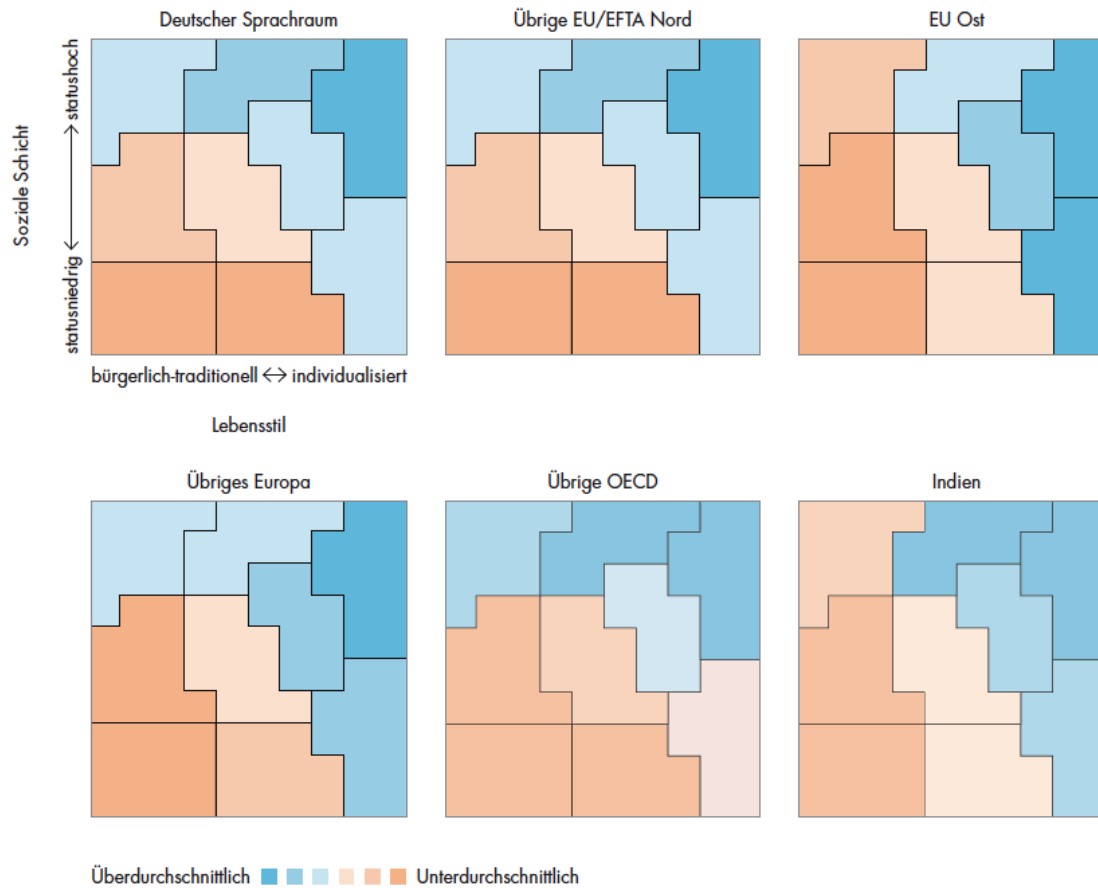 Deutscher Sprachraum
Übrige EU/EFTA Nord
EU Ost
Soziale Schicht
statusniedrig ⟷ statushoch
bürgerlich-traditionell ↔ individualisiert
Lebensstil
Übriges Europa
Übrige OECD
Indien
Überdurchschnittlich
Unterdurchschnittlich